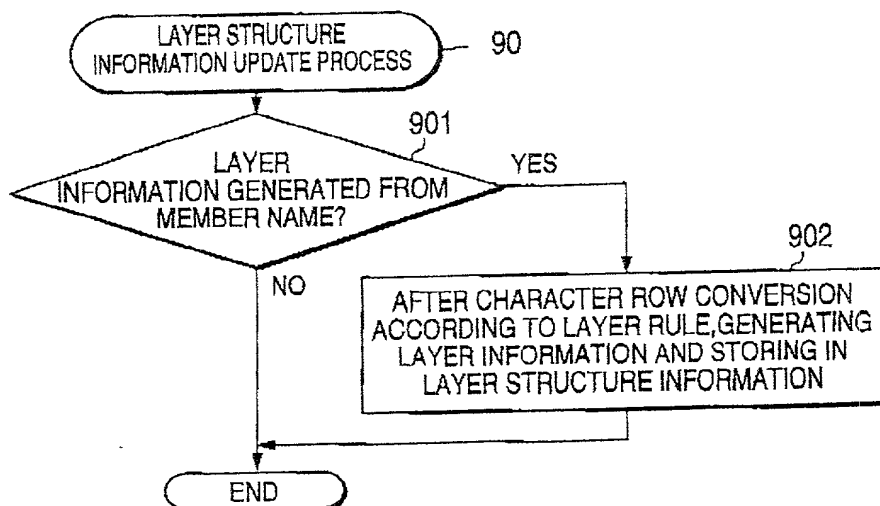 LAYER STRUCTURE
INFORMATION UPDATE PROCESS
90
901
LAYER
INFORMATION GENERATED FROM
MEMBER NAME?
YES
NO
902
AFTER CHARACTER ROW CONVERSION
ACCORDING TO LAYER RULE,GENERATING
LAYER INFORMATION AND STORING IN
LAYER STRUCTURE INFORMATION
END